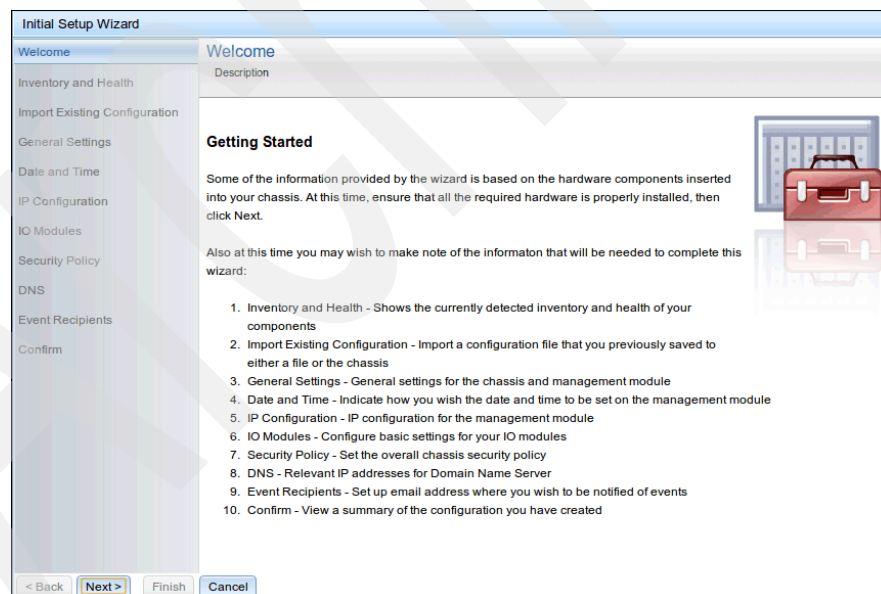 Initial Setup Wizard
Welcome
Inventory and Health
Import Existing Configuration
General Settings
Date and Time
IP Configuration
IO Modules
Security Policy
DNS
Event Recipients
Confirm
Welcome
Description
Getting Started
Some of the information provided by the wizard is based on the hardware components inserted
into your chassis. At this time, ensure that all the required hardware is properly installed, then
click Next.
Also at this time you may wish to make note of the informaton that will be needed to complete this
wizard:
1. Inventory and Health - Shows the currently detected inventory and health of your
components
2. Import Existing Configuration - Import a configuration file that you previously saved to
either a file or the chassis
3. General Settings - General settings for the chassis and management module
4. Date and Time - Indicate how you wish the date and time to be set on the management module
5. IP Configuration - IP configuration for the management module
6. IO Modules - Configure basic settings for your IO modules
7. Security Policy - Set the overall chassis security policy
8. DNS - Relevant IP addresses for Domain Name Server
9. Event Recipients - Set up email address where you wish to be notified of events
10. Confirm - View a summary of the configuration you have created
< Back Next > Finish Cancel